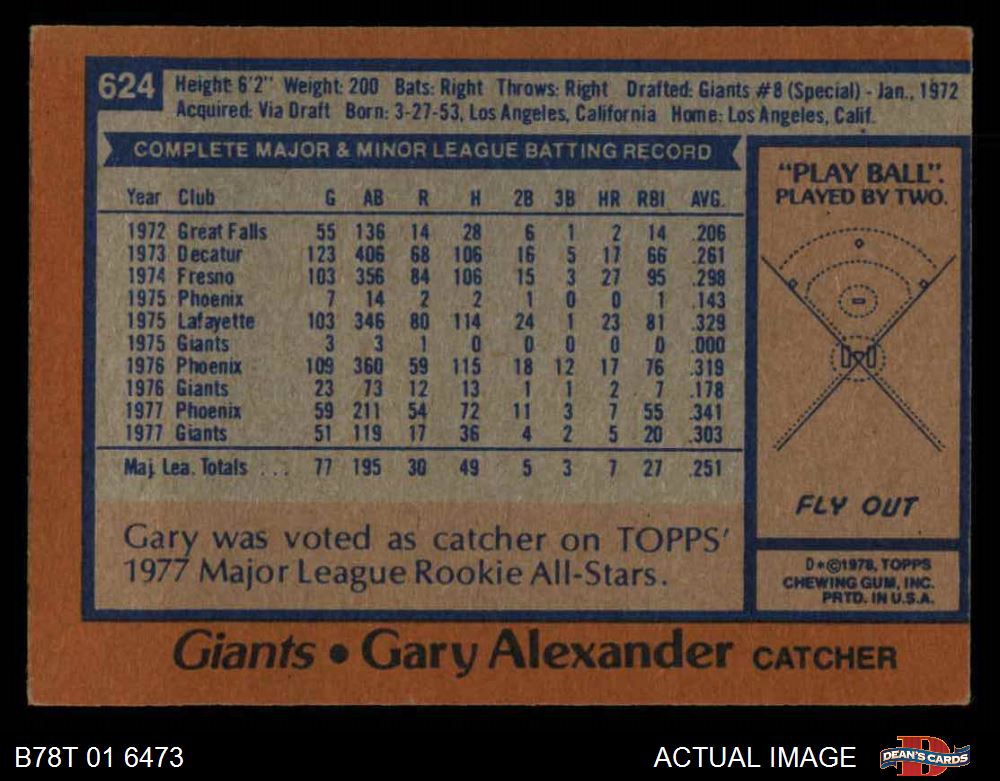 624
Height: 6'2" Weight: 200 Bats: Right Throws: Right Drafted: Giants #8 (Special) - Jan., 1972
Acquired: Via Draft Born: 3-27-53, Los Angeles, California Home: Los Angeles, Calif.
COMPLETE MAJOR & MINOR LEAGUE BATTING RECORD
Year Club G AB R H 2B 3B HR RBI AVG.
1972 Great Falls 55 136 14 28 6 1 2 14 .206
1973 Decatur 123 406 68 106 16 5 17 66 .261
1974 Fresno 103 356 84 106 15 3 27 95 .298
1975 Phoenix 7 14 2 2 1 0 0 1 .143
1975 Lafayette 103 346 80 114 24 1 23 81 .329
1975 Giants 3 3 1 0 0 0 0 0 .000
1976 Phoenix 109 360 59 115 18 12 17 76 .319
1976 Giants 23 73 12 13 1 1 2 7 .178
1977 Phoenix 59 211 54 72 11 3 7 55 .341
1977 Giants 51 119 17 36 4 2 5 20 .303
Maj. Lea. Totals ... 77 195 30 49 5 3 7 27 .251
Gary was voted as catcher on TOPPS'
1977 Major League Rookie All-Stars.
"PLAY BALL".
PLAYED BY TWO.
FLY OUT
D*©1978, TOPPS
CHEWING GUM, INC.
PRTD. IN U.S.A.
Giants • Gary Alexander CATCHER
B78T 01 6473
ACTUAL IMAGE
DEAN'S CARDS